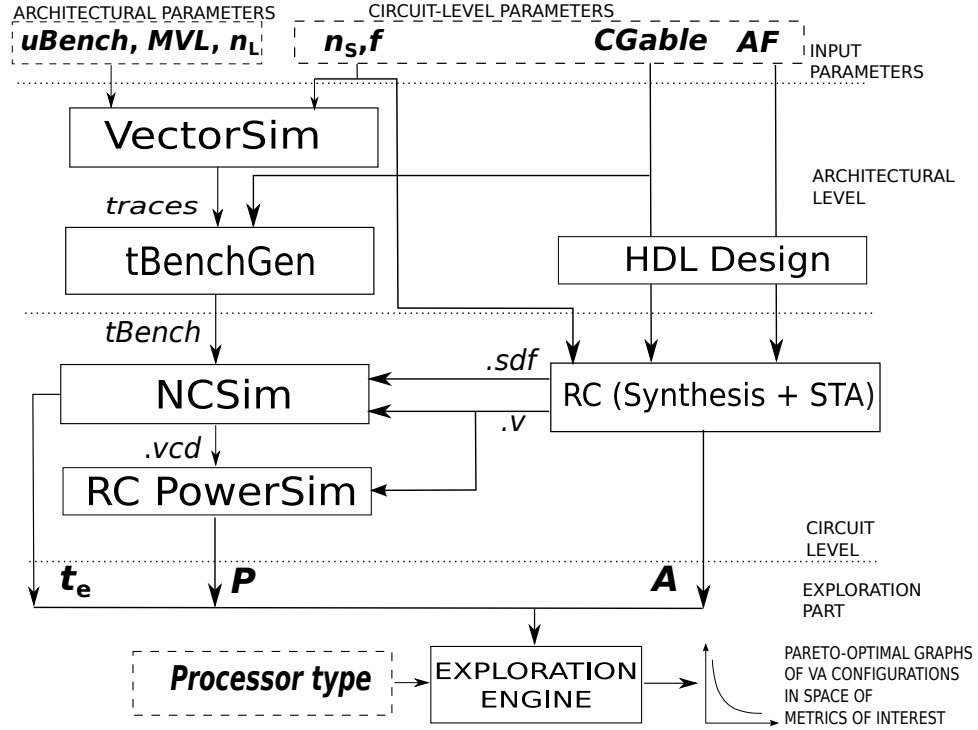 ARCHITECTURAL PARAMETERS
CIRCUIT-LEVEL PARAMETERS
uBench, MVL, nL
nS,f
CGable
AF
INPUT
PARAMETERS
VectorSim
ARCHITECTURAL
LEVEL
traces
tBenchGen
HDL Design
tBench
.sdf
NCSim
RC (Synthesis + STA)
.v
.vcd
RC PowerSim
CIRCUIT
LEVEL
te
P
A
EXPLORATION
PART
Processor type
EXPLORATION
ENGINE
PARETO-OPTIMAL GRAPHS
OF VA CONFIGURATIONS
IN SPACE OF
METRICS OF INTEREST